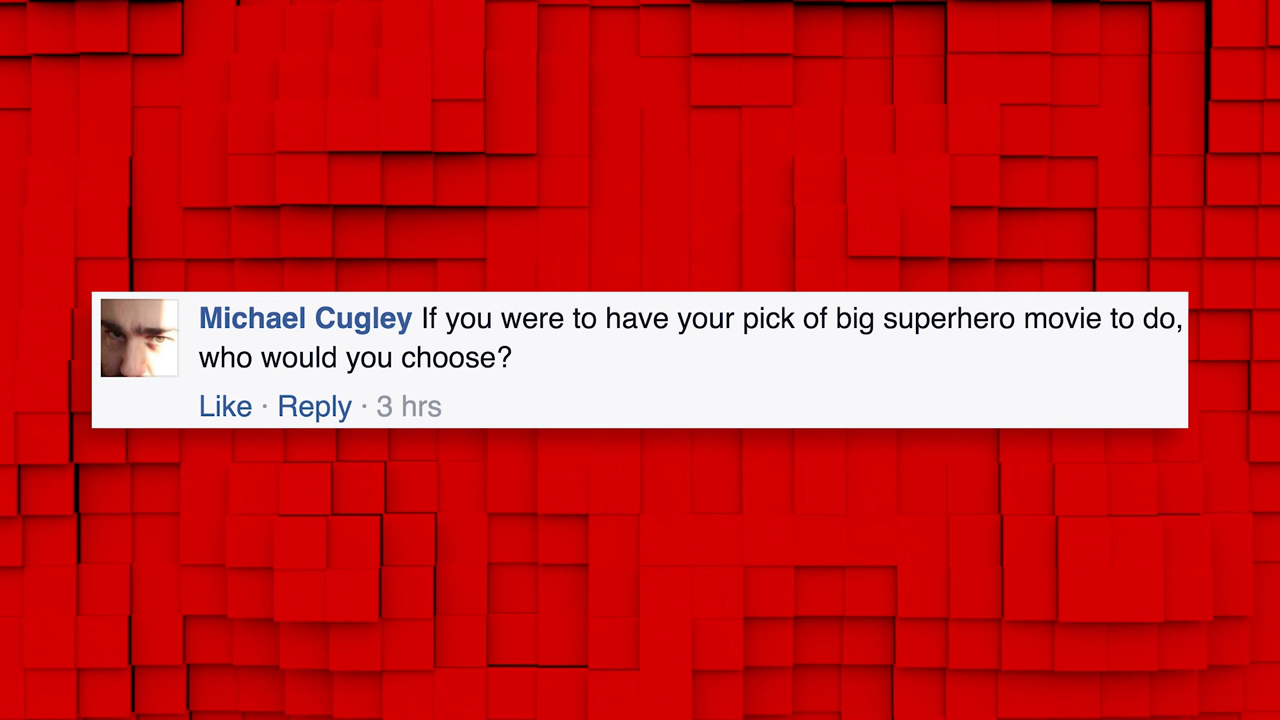 Michael Cugley If you were to have your pick of big superhero movie to do,
who would you choose?
Like · Reply · 3 hrs